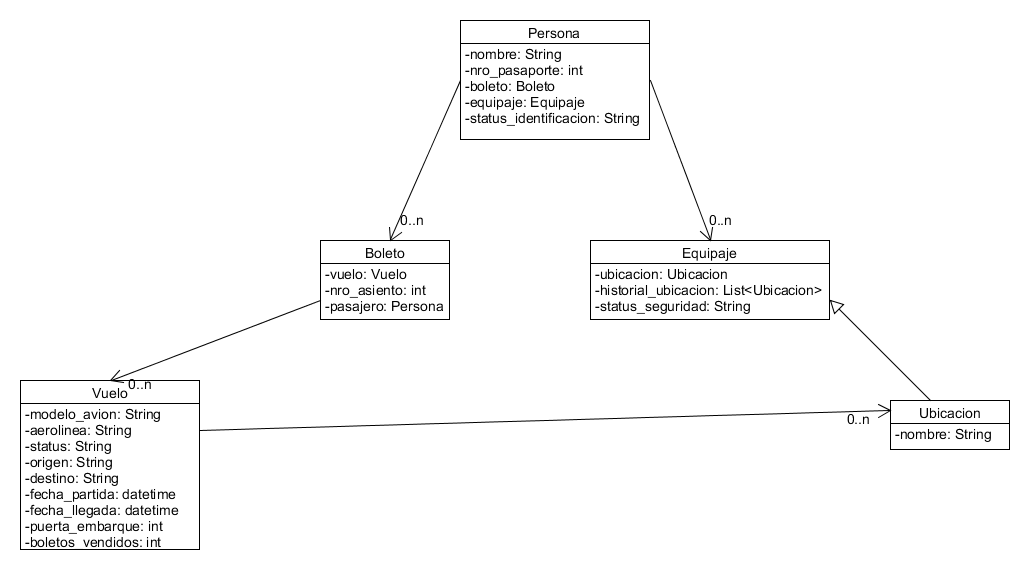 Persona
-nombre: String
-nro_pasaporte: int
-boleto: Boleto
-equipaje: Equipaje
-status_identificacion: String
0..n
0..n
Boleto
-vuelo: Vuelo
-nro_asiento: int
-pasajero: Persona
Equipaje
-ubicacion: Ubicacion
-historial_ubicacion: List<Ubicacion>
-status_seguridad: String
0..n
Vuelo
-modelo_avion: String
-aerolinea: String
-status: String
-origen: String
-destino: String
-fecha_partida: datetime
-fecha_llegada: datetime
-puerta_embarque: int
-boletos_vendidos: int
0..n
Ubicacion
-nombre: String